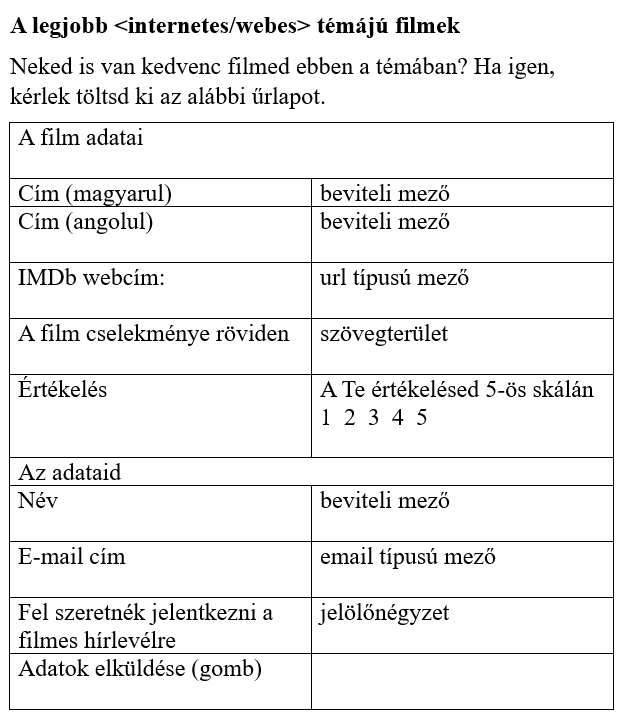 A legjobb <internetes/webes> témájú filmek
Neked is van kedvenc filmed ebben a témában? Ha igen,
kérlek töltsd ki az alábbi űrlapot.
A film adatai
Cím (magyarul) beviteli mező
Cím (angolul) beviteli mező
IMDb webcím: url típusú mező
A film cselekménye röviden szövegterület
Értékelés A Te értékelésed 5-ös skálán
1 2 3 4 5
Az adataid
Név beviteli mező
E-mail cím email típusú mező
Fel szeretnék jelentkezni a jelölőnégyzet
filmes hírlevélre
Adatok elküldése (gomb)